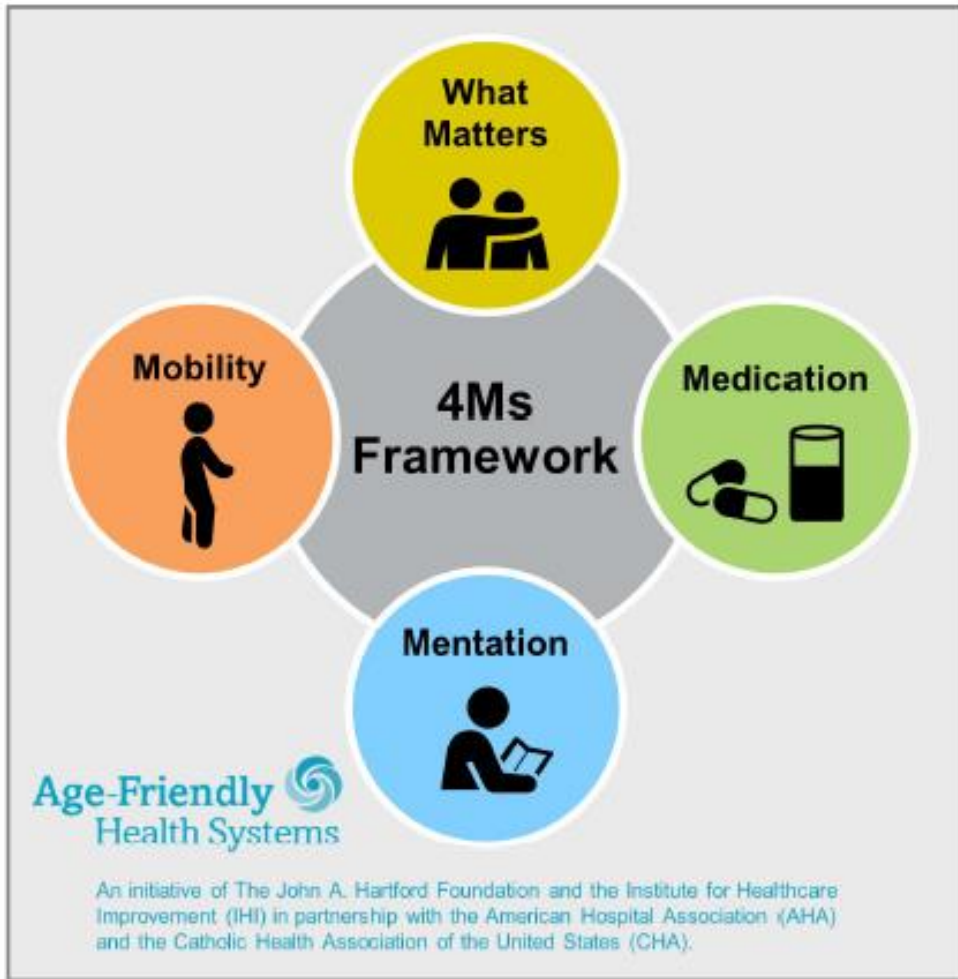 What
Matters
Mobility
4Ms
Framework
Medication
Mentation
Age-Friendly
Health Systems
An initiative of The John A. Hartford Foundation and the Institute for Healthcare
Improvement (IHI) in partnership with the American Hospital Association (AHA)
and the Catholic Health Association of the United States (CHA).